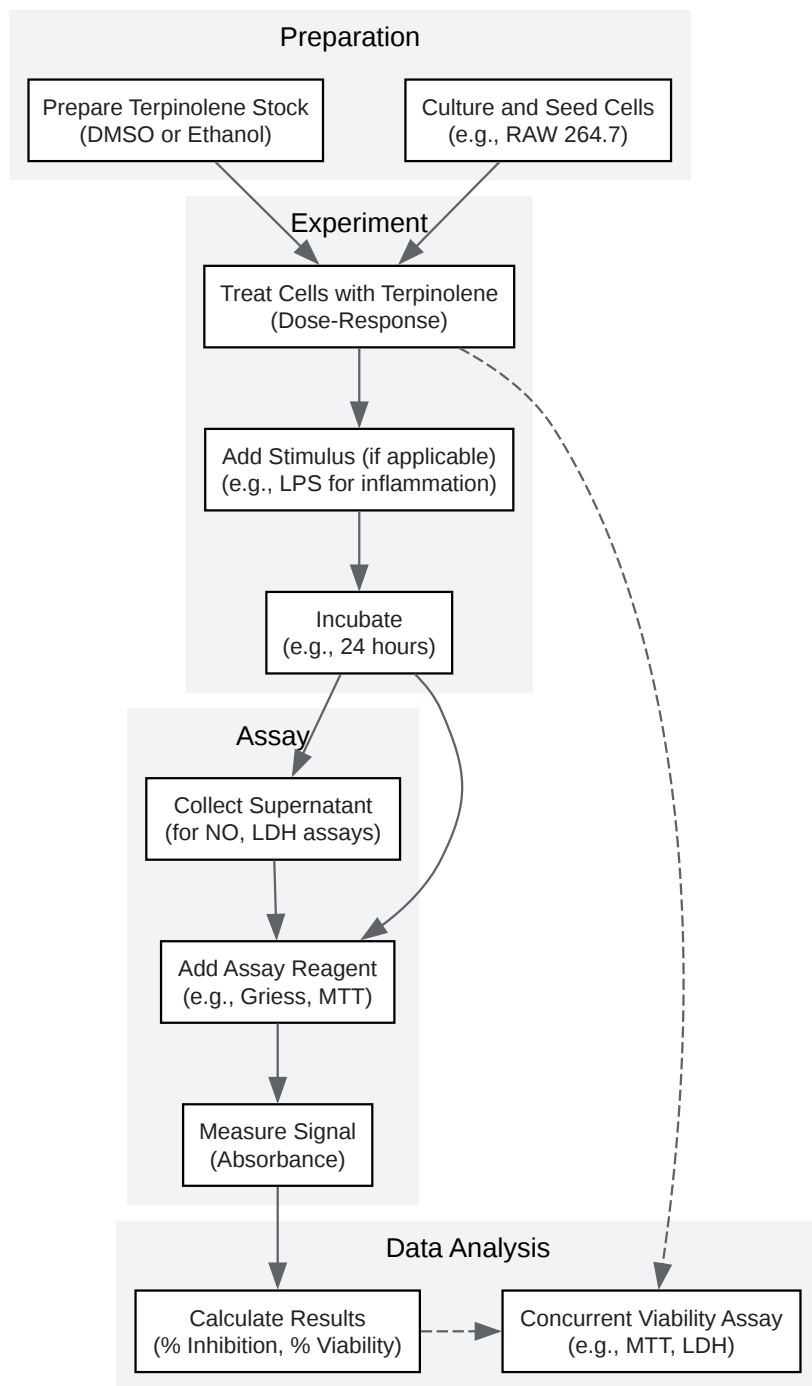 Preparation
Prepare Terpinolene Stock
(DMSO or Ethanol)
Culture and Seed Cells
(e.g., RAW 264.7)
Experiment
Treat Cells with Terpinolene
(Dose-Response)
Add Stimulus (if applicable)
(e.g., LPS for inflammation)
Incubate
(e.g., 24 hours)
Assay
Collect Supernatant
(for NO, LDH assays)
Add Assay Reagent
(e.g., Griess, MTT)
Measure Signal
(Absorbance)
Data Analysis
Calculate Results
(% Inhibition, % Viability)
Concurrent Viability Assay
(e.g., MTT, LDH)